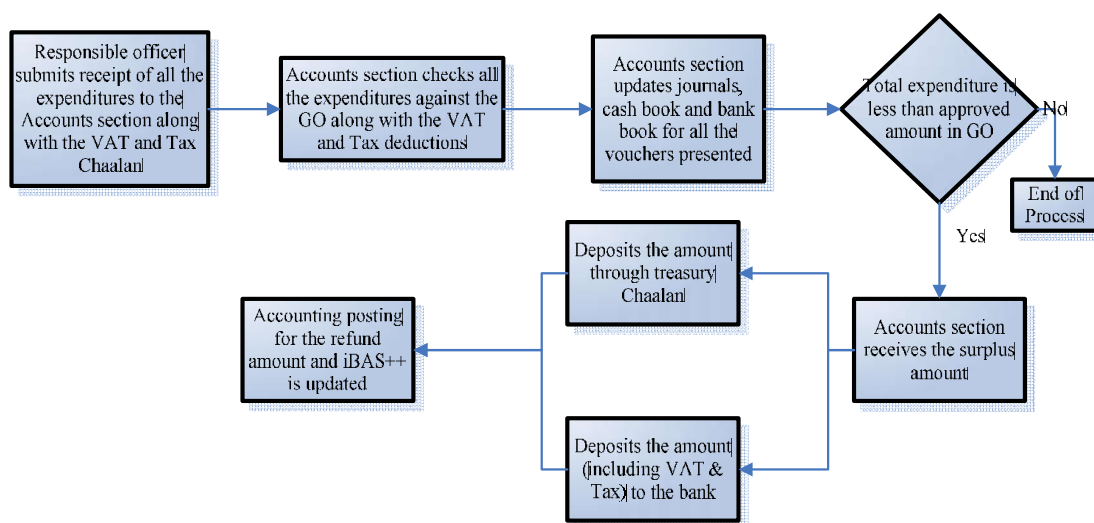 Responsible officer
submits receipt of all the
expenditures to the
Accounts section along
with the VAT and Tax
Chaalan
Accounts section checks all
the expenditures against the
GO along with the VAT
and Tax deductions
Accounts section
updates journals,
cash book and bank
book for all the
vouchers presented
Total expenditure is
less than approved
amount in GO
No
End of
Process
Yes
Accounts section
receives the surplus
amount
Deposits the amount
through treasury
Chaalan
Deposits the amount
(including VAT &
Tax) to the bank
Accounting posting
for the refund
amount and iBAS++
is updated